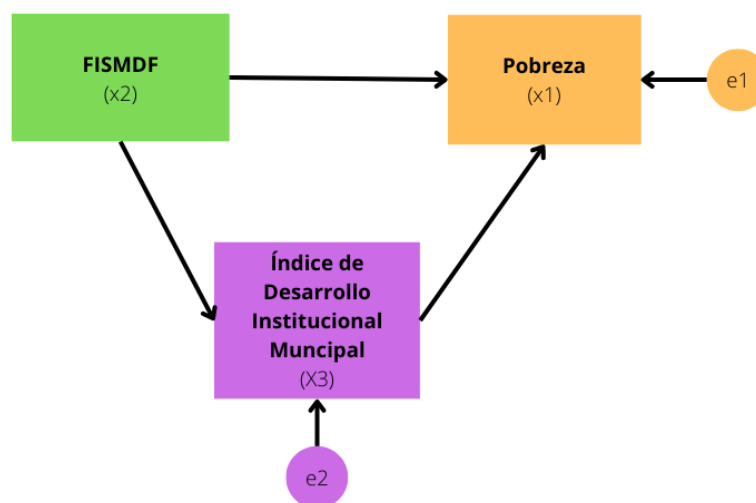 FISMDF
(x2)
Pobreza
(x1)
e1
Índice de
Desarrollo
Institucional
Muncipal
(X3)
e2